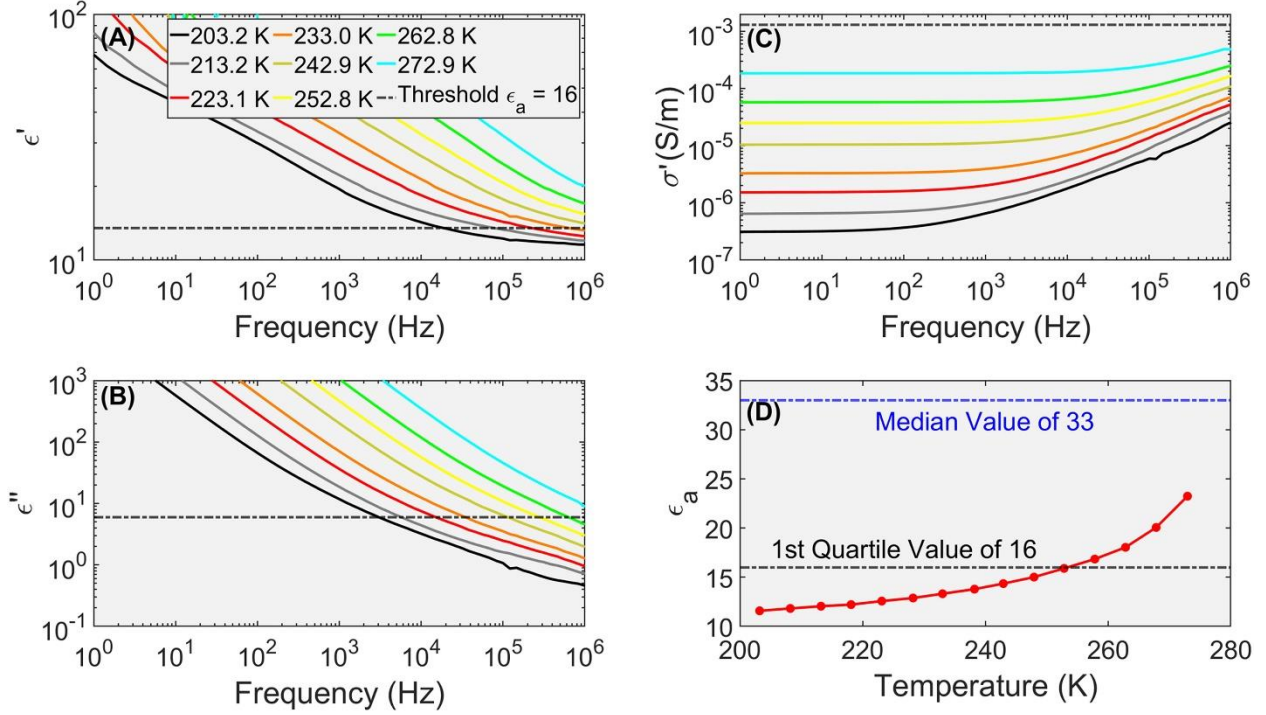 (A)
10²
10¹
ϵ'
203.2 K 233.0 K 262.8 K
213.2 K 242.9 K 272.9 K
223.1 K 252.8 K Threshold ϵₐ = 16
10⁰ 10¹ 10² 10³ 10⁴ 10⁵ 10⁶
Frequency (Hz)
(C)
10⁻³
10⁻⁴
10⁻⁵
10⁻⁶
10⁻⁷
σ'(S/m)
10⁰ 10¹ 10² 10³ 10⁴ 10⁵ 10⁶
Frequency (Hz)
(B)
10³
10²
10¹
10⁰
10⁻¹
ϵ"
10⁰ 10¹ 10² 10³ 10⁴ 10⁵ 10⁶
Frequency (Hz)
(D)
35
30
25
20
15
10
ϵₐ
Median Value of 33
1st Quartile Value of 16
200 220 240 260 280
Temperature (K)